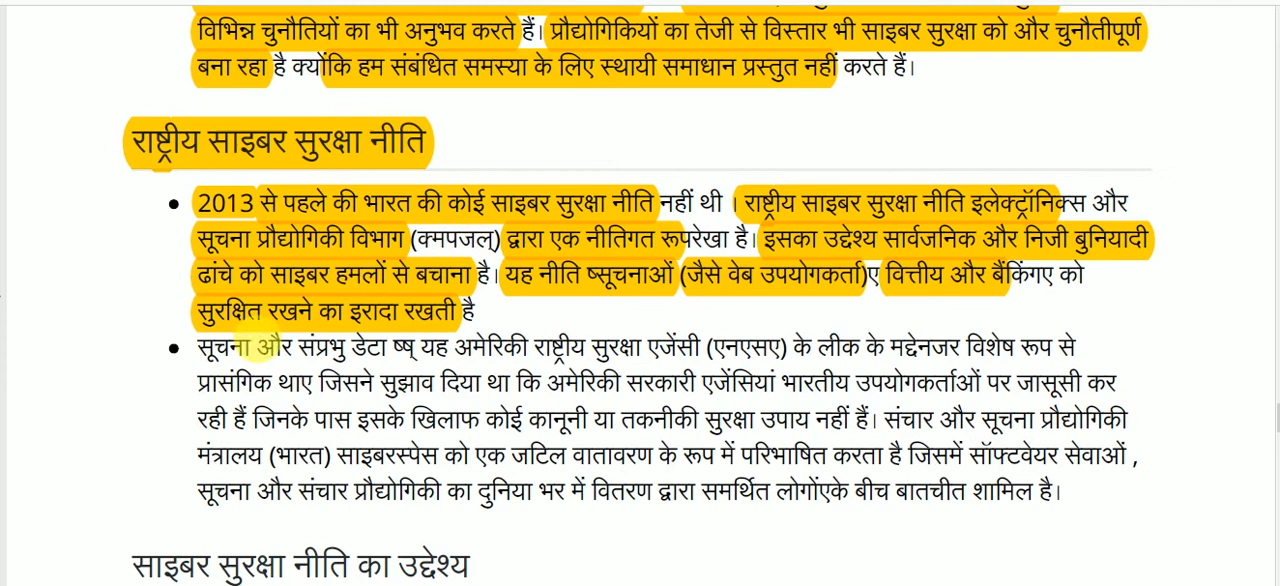 विभिन्न चुनौतियों का भी अनुभव करते हैं। प्रौद्योगिकियों का तेजी से विस्तार भी साइबर सुरक्षा को और चुनौतीपूर्ण
बना रहा है क्योंकि हम संबंधित समस्या के लिए स्थायी समाधान प्रस्तुत नहीं करते हैं।
राष्ट्रीय साइबर सुरक्षा नीति
• 2013 से पहले की भारत की कोई साइबर सुरक्षा नीति नहीं थी । राष्ट्रीय साइबर सुरक्षा नीति इलेक्ट्रॉनिक्स और
सूचना प्रौद्योगिकी विभाग (क्मपजल्) द्वारा एक नीतिगत रूपरेखा है। इसका उद्देश्य सार्वजनिक और निजी बुनियादी
ढांचे को साइबर हमलों से बचाना है। यह नीति ष्सूचनाओं (जैसे वेब उपयोगकर्ता)ए वित्तीय और बैंकिंगए को
सुरक्षित रखने का इरादा रखती है
• सूचना और संप्रभु डेटा ष्ष् यह अमेरिकी राष्ट्रीय सुरक्षा एजेंसी (एनएसए) के लीक के मद्देनजर विशेष रूप से
प्रासंगिक थाए जिसने सुझाव दिया था कि अमेरिकी सरकारी एजेंसियां भारतीय उपयोगकर्ताओं पर जासूसी कर
रही हैं जिनके पास इसके खिलाफ कोई कानूनी या तकनीकी सुरक्षा उपाय नहीं हैं। संचार और सूचना प्रौद्योगिकी
मंत्रालय (भारत) साइबरस्पेस को एक जटिल वातावरण के रूप में परिभाषित करता है जिसमें सॉफ्टवेयर सेवाओं ,
सूचना और संचार प्रौद्योगिकी का दुनिया भर में वितरण द्वारा समर्थित लोगोंएके बीच बातचीत शामिल है।
साइबर सुरक्षा नीति का उद्देश्य